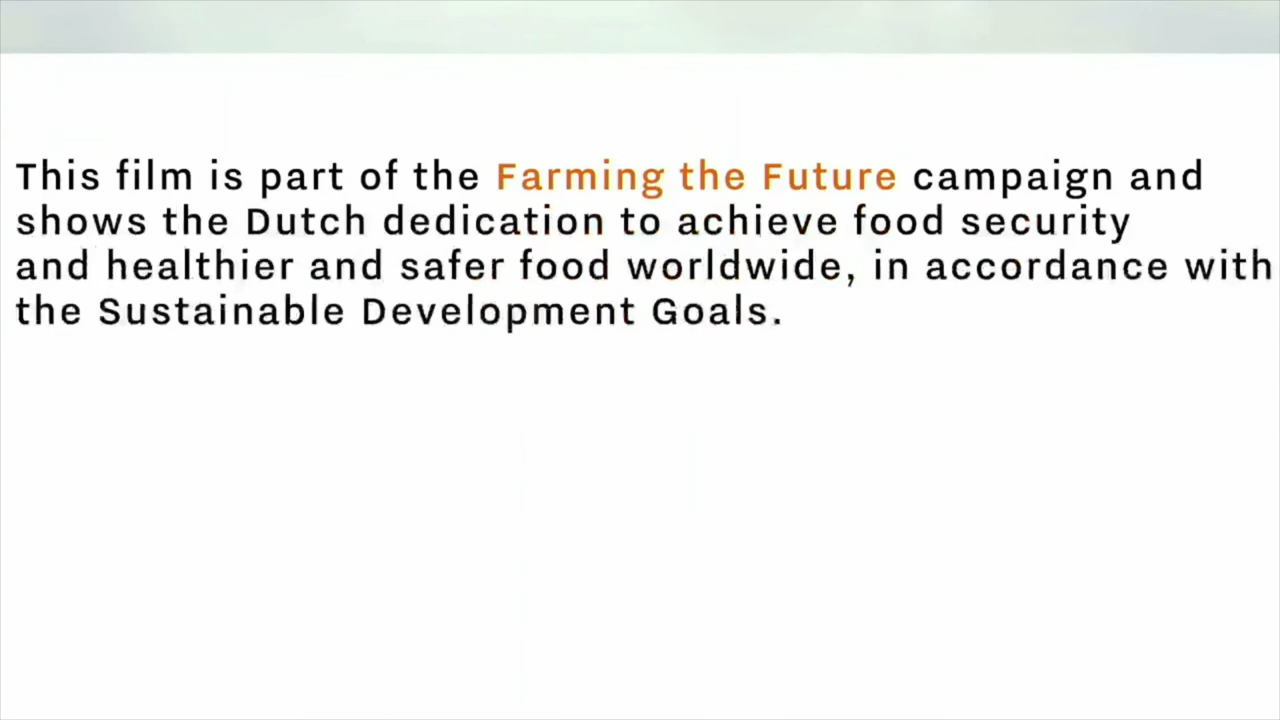 This film is part of the Farming the Future campaign and
shows the Dutch dedication to achieve food security
and healthier and safer food worldwide, in accordance with
the Sustainable Development Goals.